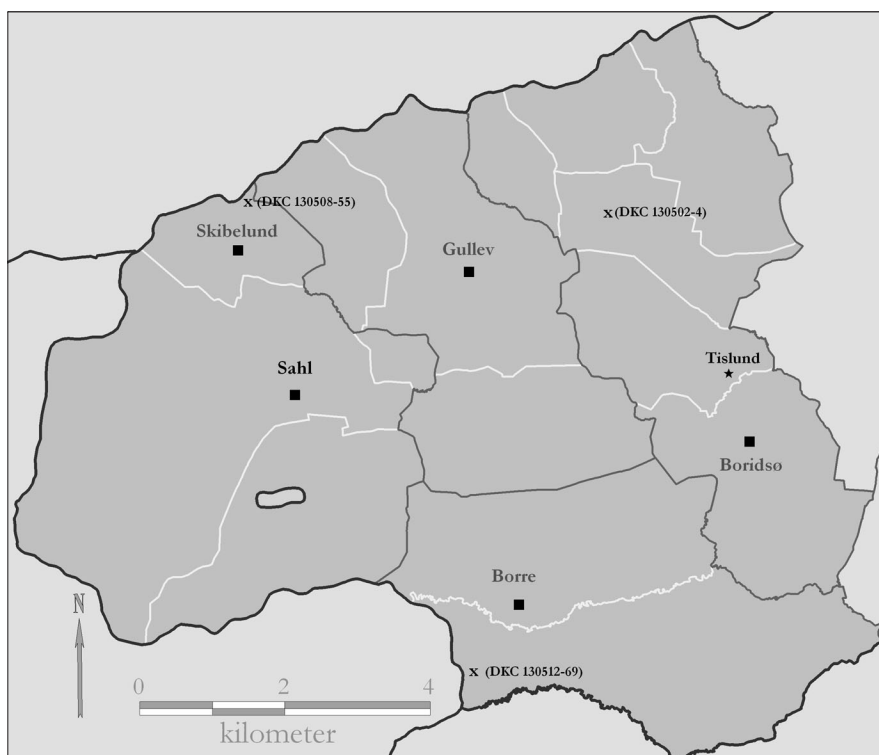 x (DKC 130508-55)
x (DKC 130502-4)
Skibelund
Gullev
Tislund
Sahl
Boridsø
Borre
N
x (DKC 130512-69)
0 2 4
kilometer